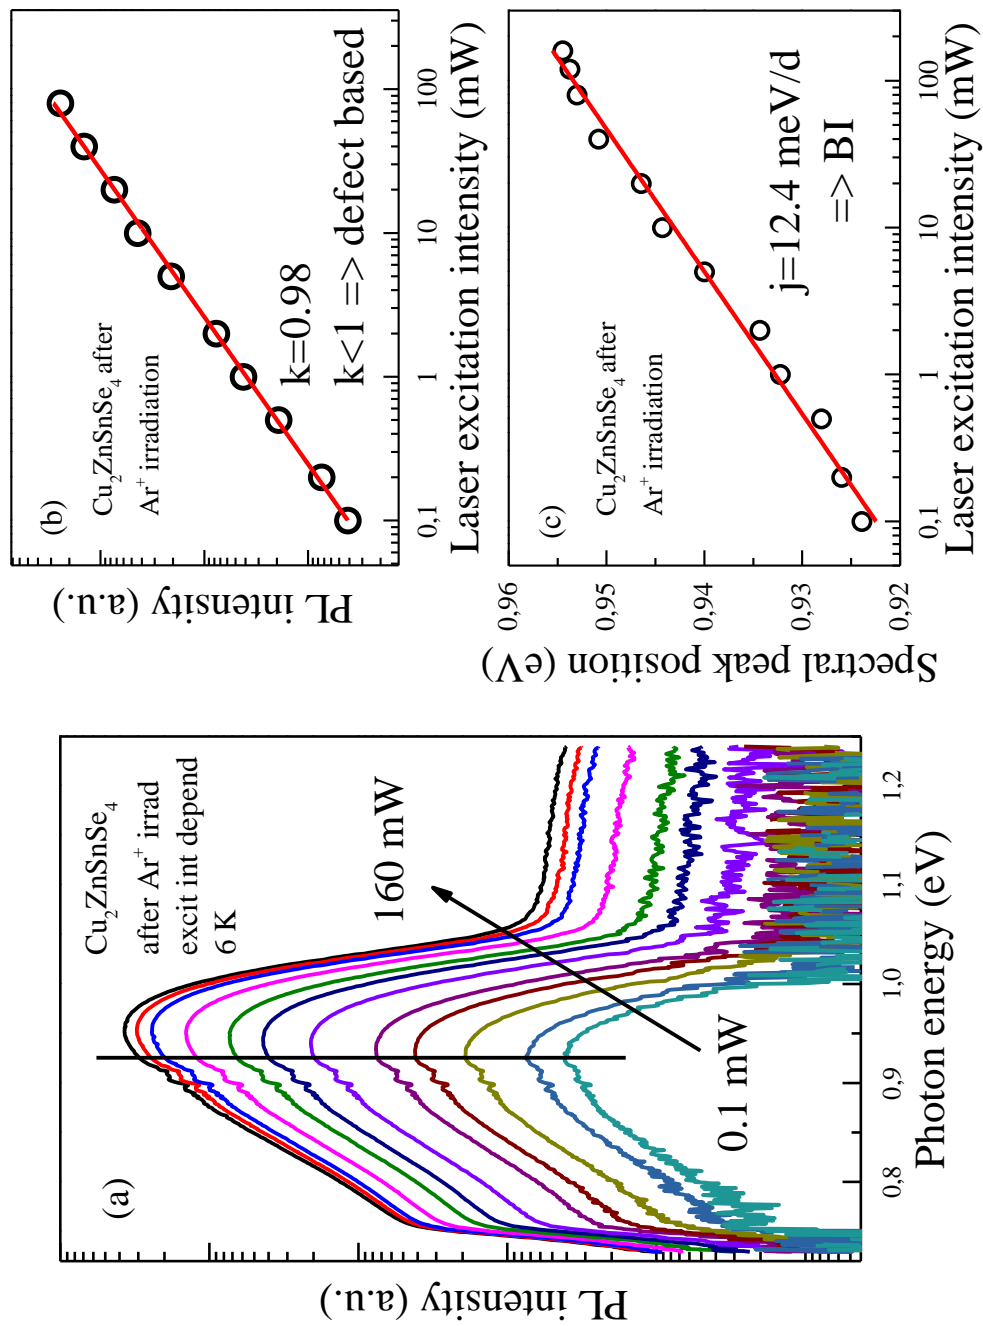 (a)
Cu₂ZnSnSe₄
after Ar⁺ irrad
excit int depend
6 K
160 mW
0.1 mW
PL intensity (a.u.)
0,8
0,9
1,0
1,1
1,2
Photon energy (eV)
(b)
Cu₂ZnSnSe₄ after
Ar⁺ irradiation
k=0.98
k<1 => defect based
PL intensity (a.u.)
0,1
1
10
100
Laser excitation intensity (mW)
(c)
Cu₂ZnSnSe₄ after
Ar⁺ irradiation
j=12.4 meV/d
=> BI
Spectral peak position (eV)
0,96
0,95
0,94
0,93
0,92
0,1
1
10
100
Laser excitation intensity (mW)